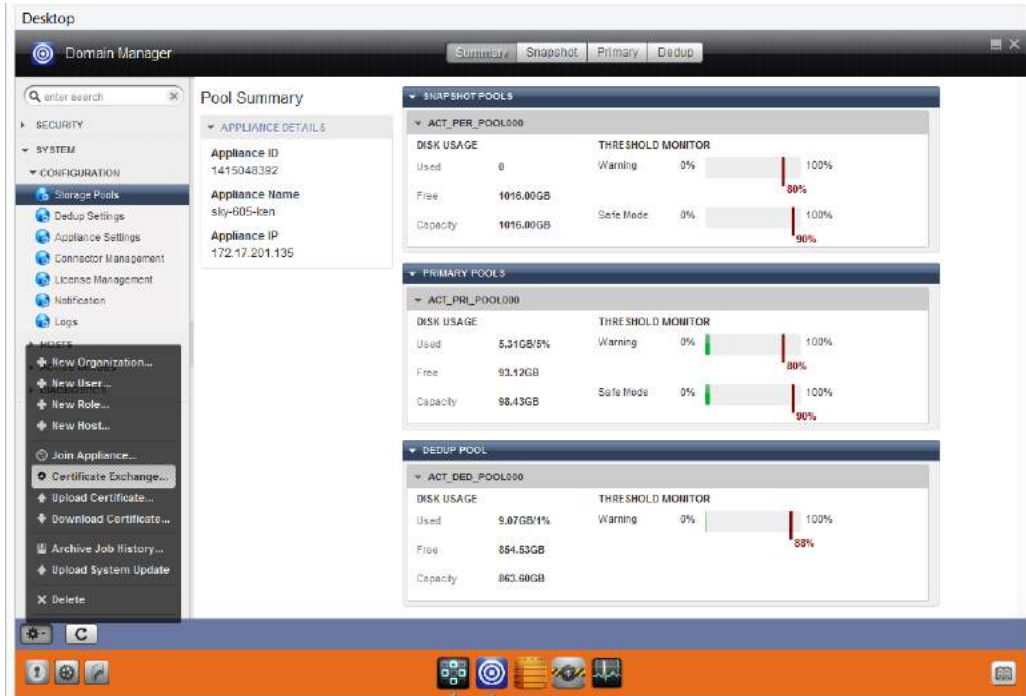 Desktop
Domain Manager
Summary Snapshot Primary Dedup
enter search
SECURITY
SYSTEM
CONFIGURATION
Storage Pools
Dedup Settings
Appliance Settings
Connector Management
License Management
Notification
Logs
HOSTS
New Organization...
New User...
New Role...
New Host...
Join Appliance...
Certificate Exchange...
Upload Certificate...
Download Certificate...
Archive Job History...
Upload System Update
Delete
Pool Summary
APPLIANCE DETAILS
Appliance ID
1415048392
Appliance Name
sky-605-ken
Appliance IP
172.17.201.135
SNAPSHOT POOLS
ACT_PER_POOL000
DISK USAGE THRESHOLD MONITOR
Used 0 Warning 0% 100%
80%
Free 1016.00GB
Safe Mode 0% 100%
Capacity 1016.00GB
90%
PRIMARY POOLS
ACT_PRI_POOL000
DISK USAGE THRESHOLD MONITOR
Used 5.31GB/5% Warning 0% 100%
80%
Free 93.12GB
Safe Mode 0% 100%
Capacity 98.43GB
90%
DEDUP POOL
ACT_DED_POOL000
DISK USAGE THRESHOLD MONITOR
Used 9.07GB/1% Warning 0% 100%
88%
Free 854.53GB
Capacity 863.60GB